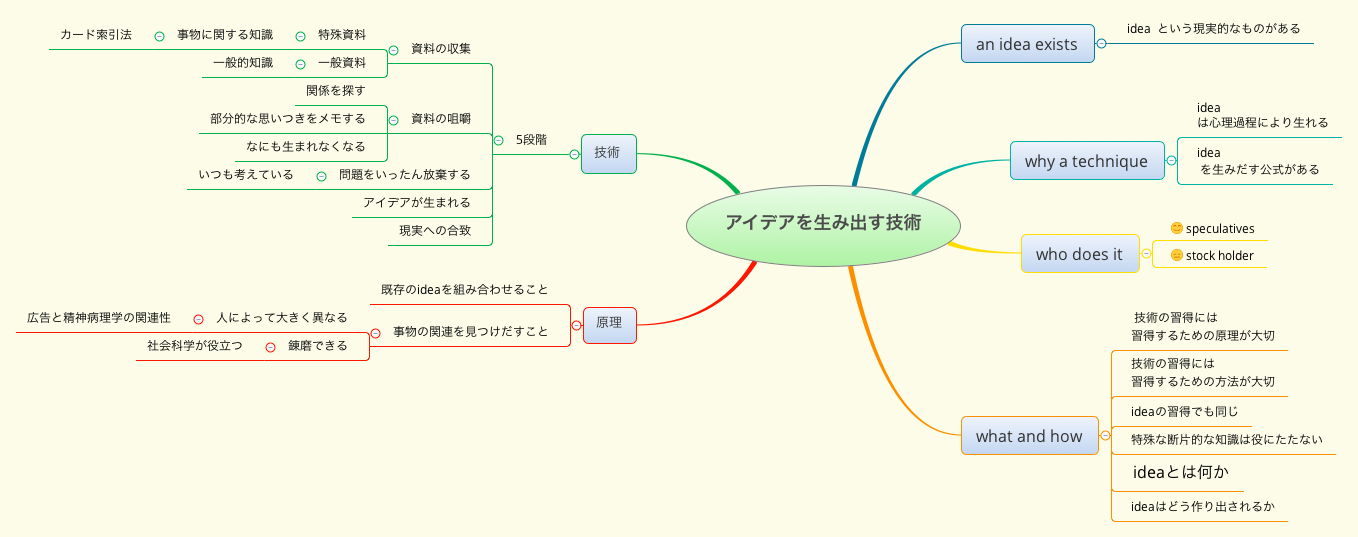 アイデアを生み出す技術
an idea exists
idea という現実的なものがある
why a technique
idea
は心理過程により生れる
idea
を生みだす公式がある
who does it
😊 speculatives
😑 stock holder
what and how
技術の習得には
習得するための原理が大切
技術の習得には
習得するための方法が大切
ideaの習得でも同じ
特殊な断片的な知識は役にたたない
ideaとは何か
ideaはどう作り出されるか
原理
既存のideaを組み合わせること
事物の関連を見つけだすこと
人によって大きく異なる
広告と精神病理学の関連性
錬磨できる
社会科学が役立つ
技術
5段階
資料の収集
特殊資料
事物に関する知識
カード索引法
一般資料
一般的知識
資料の咀嚼
関係を探す
部分的な思いつきをメモする
なにも生まれなくなる
問題をいったん放棄する
いつも考えている
アイデアが生まれる
現実への合致